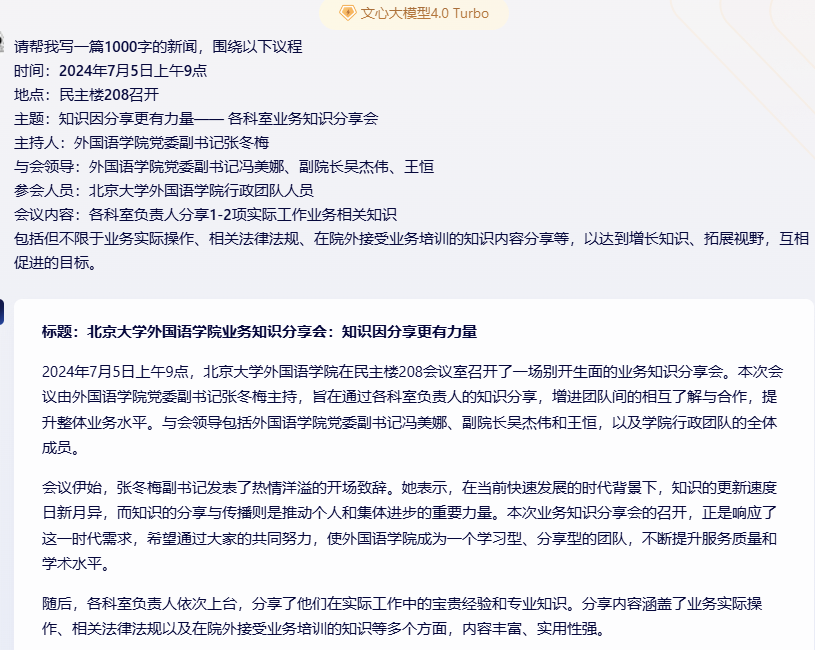 文心大模型4.0 Turbo
请帮我写一篇1000字的新闻，围绕以下议程
时间：2024年7月5日上午9点
地点：民主楼208召开
主题：知识因分享更有力量—— 各科室业务知识分享会
主持人：外国语学院党委副书记张冬梅
与会领导：外国语学院党委副书记冯美娜、副院长吴杰伟、王恒
参会人员：北京大学外国语学院行政团队人员
会议内容：各科室负责人分享1-2项实际工作业务相关知识
包括但不限于业务实际操作、相关法律法规、在院外接受业务培训的知识内容分享等，以达到增长知识、拓展视野，互相
促进的目标。
标题：北京大学外国语学院业务知识分享会：知识因分享更有力量
2024年7月5日上午9点，北京大学外国语学院在民主楼208会议室召开了一场别开生面的业务知识分享会。本次会
议由外国语学院党委副书记张冬梅主持，旨在通过各科室负责人的知识分享，增进团队间的相互了解与合作，提
升整体业务水平。与会领导包括外国语学院党委副书记冯美娜、副院长吴杰伟和王恒，以及学院行政团队的全体
成员。
会议伊始，张冬梅副书记发表了热情洋溢的开场致辞。她表示，在当前快速发展的时代背景下，知识的更新速度
日新月异，而知识的分享与传播则是推动个人和集体进步的重要力量。本次业务知识分享会的召开，正是响应了
这一时代需求，希望通过大家的共同努力，使外国语学院成为一个学习型、分享型的团队，不断提升服务质量和
学术水平。
随后，各科室负责人依次上台，分享了他们在实际工作中的宝贵经验和专业知识。分享内容涵盖了业务实际操
作、相关法律法规以及在院外接受业务培训的知识等多个方面，内容丰富、实用性强。